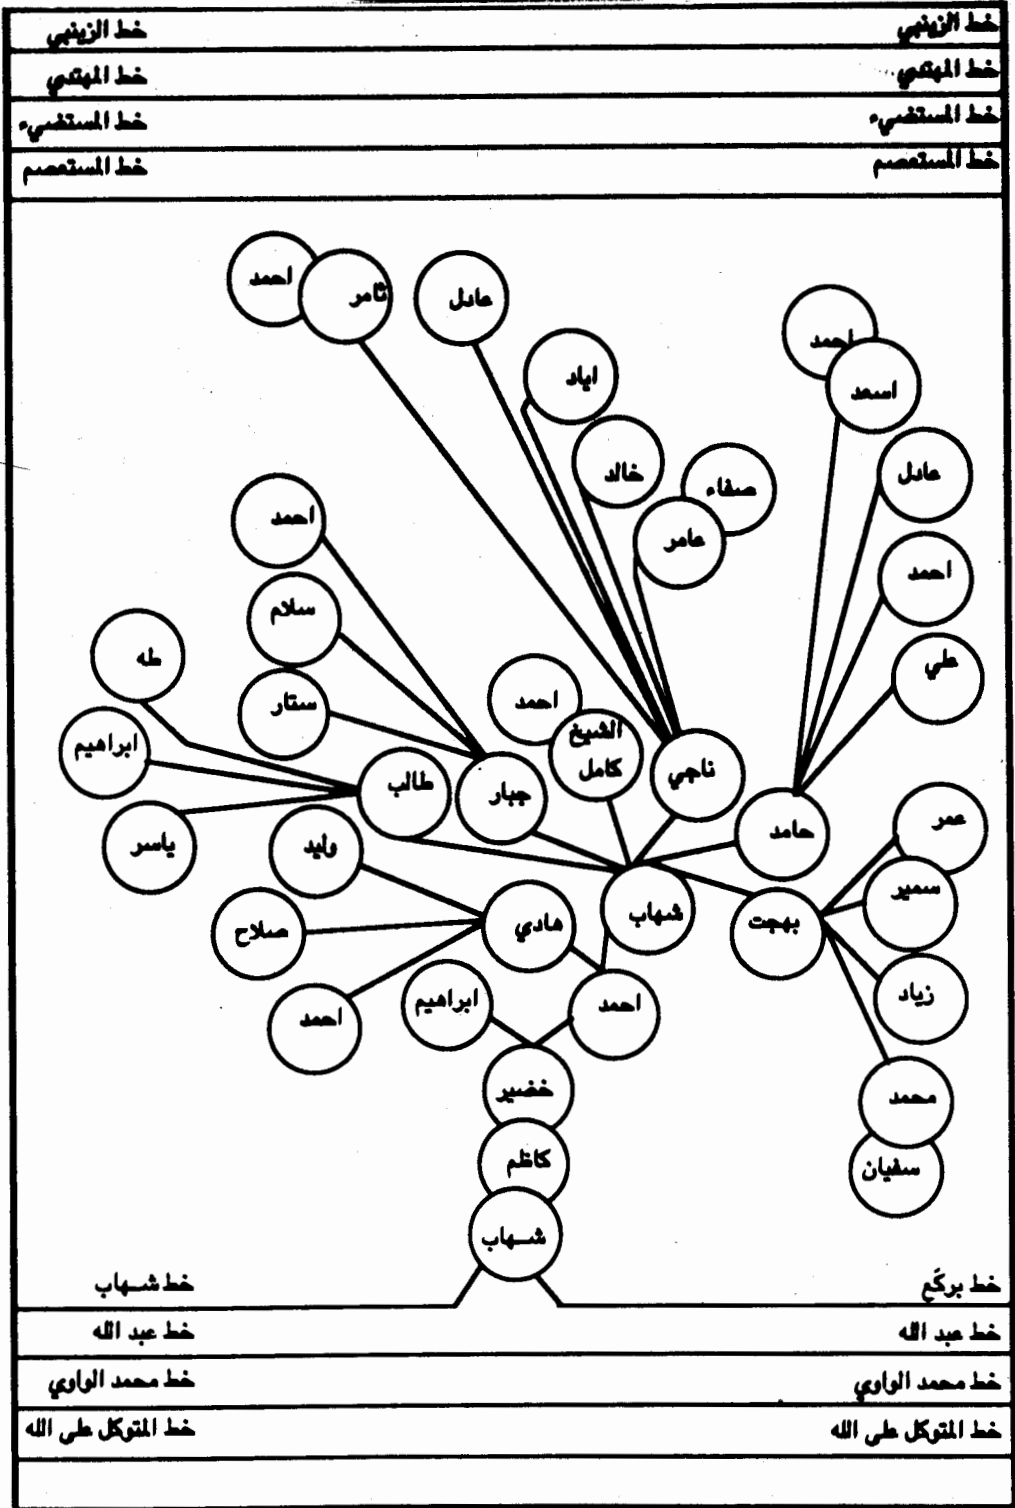 خط الزينبي خط الزينبي
خط المهتدي خط المهتدي
خط المستضيء خط المستضيء
خط المستعصم خط المستعصم
احمد
ثامر
عادل
احمد
اياد
اسعد
خالد
عادل
صفاء
عامر
احمد
احمد
سلام
علي
طه
ستار
احمد
ابراهيم
الشيخ
كامل
ناجي
طالب
جبار
حامد
عمر
ياسر
وليد
سمير
شهاب
بهجت
هادي
صلاح
زياد
ابراهيم
احمد
احمد
خضير
محمد
كاظم
سفيان
شهاب
خط بركع خط شهاب
خط عبد الله خط عبد الله
خط محمد الواوي خط محمد الواوي
خط المتوكل على الله خط المتوكل على الله